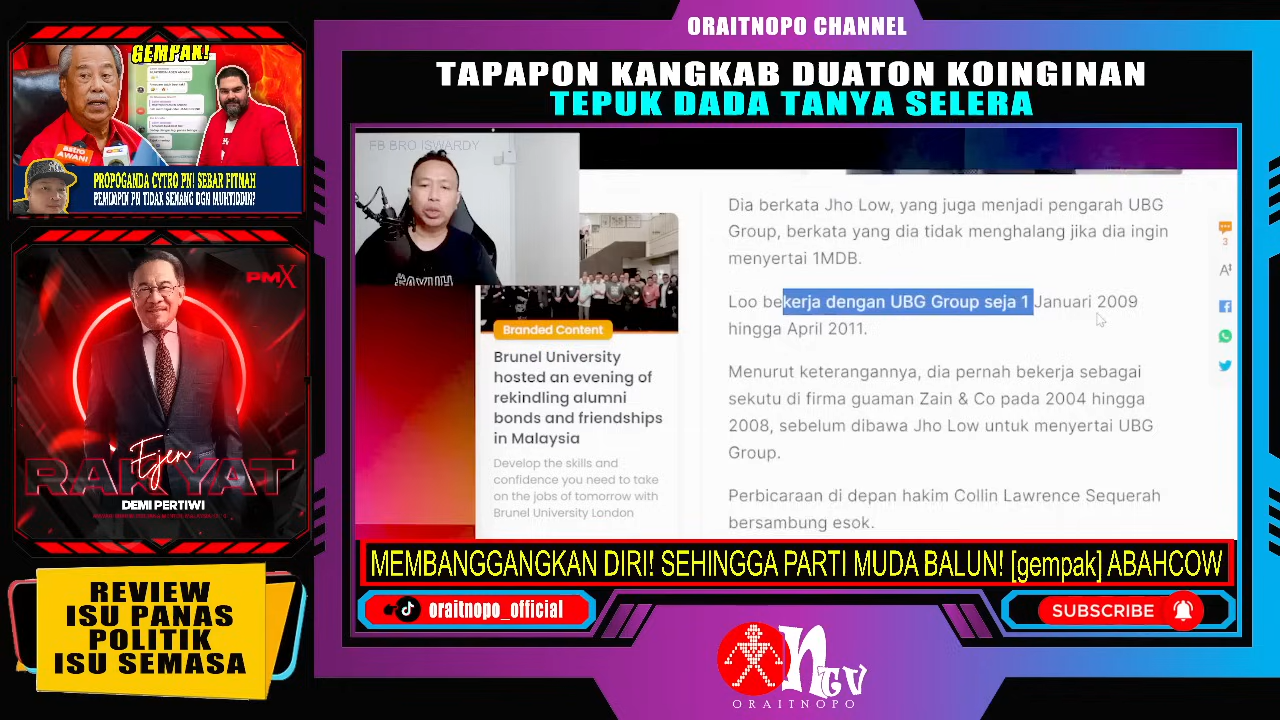 ORAITNOPO CHANNEL
GEMPAK!
astro
AWANI
PROPOGANDA CYTRO PN! SEBAR FITNAH
PEMIMPIN PN TIDAK SENANG DGN MUHYIDDIN?
PMX
Ejen
RAKYAT
DEMI PERTIWI
REVIEW
ISU PANAS
POLITIK
ISU SEMASA
KANGKAB DUATON KOINGINAN
TEPUK DADA TANYA SELERA
FB BRO ISWARDY
Branded Content
Brunel University
hosted an evening of
rekindling alumni
bonds and friendships
in Malaysia
Develop the skills and
confidence you need to take
on the jobs of tomorrow with
Brunel University London
Dia berkata Jho Low, yang juga menjadi pengarah UBG
Group, berkata yang dia tidak menghalang jika dia ingin
menyertai 1MDB.
Loo bekerja dengan UBG Group seja 1 Januari 2009
hingga April 2011.
Menurut keterangannya, dia pernah bekerja sebagai
sekutu di firma guaman Zain & Co pada 2004 hingga
2008, sebelum dibawa Jho Low untuk menyertai UBG
Group.
Perbicaraan di depan hakim Collin Lawrence Sequerah
bersambung esok.
3
MEMBANGGANGKAN DIRI! SEHINGGA PARTI MUDA BALUN! [gempak] ABAHCOW
oraitnopo_official
SUBSCRIBE
ntv
ORAITNOPO